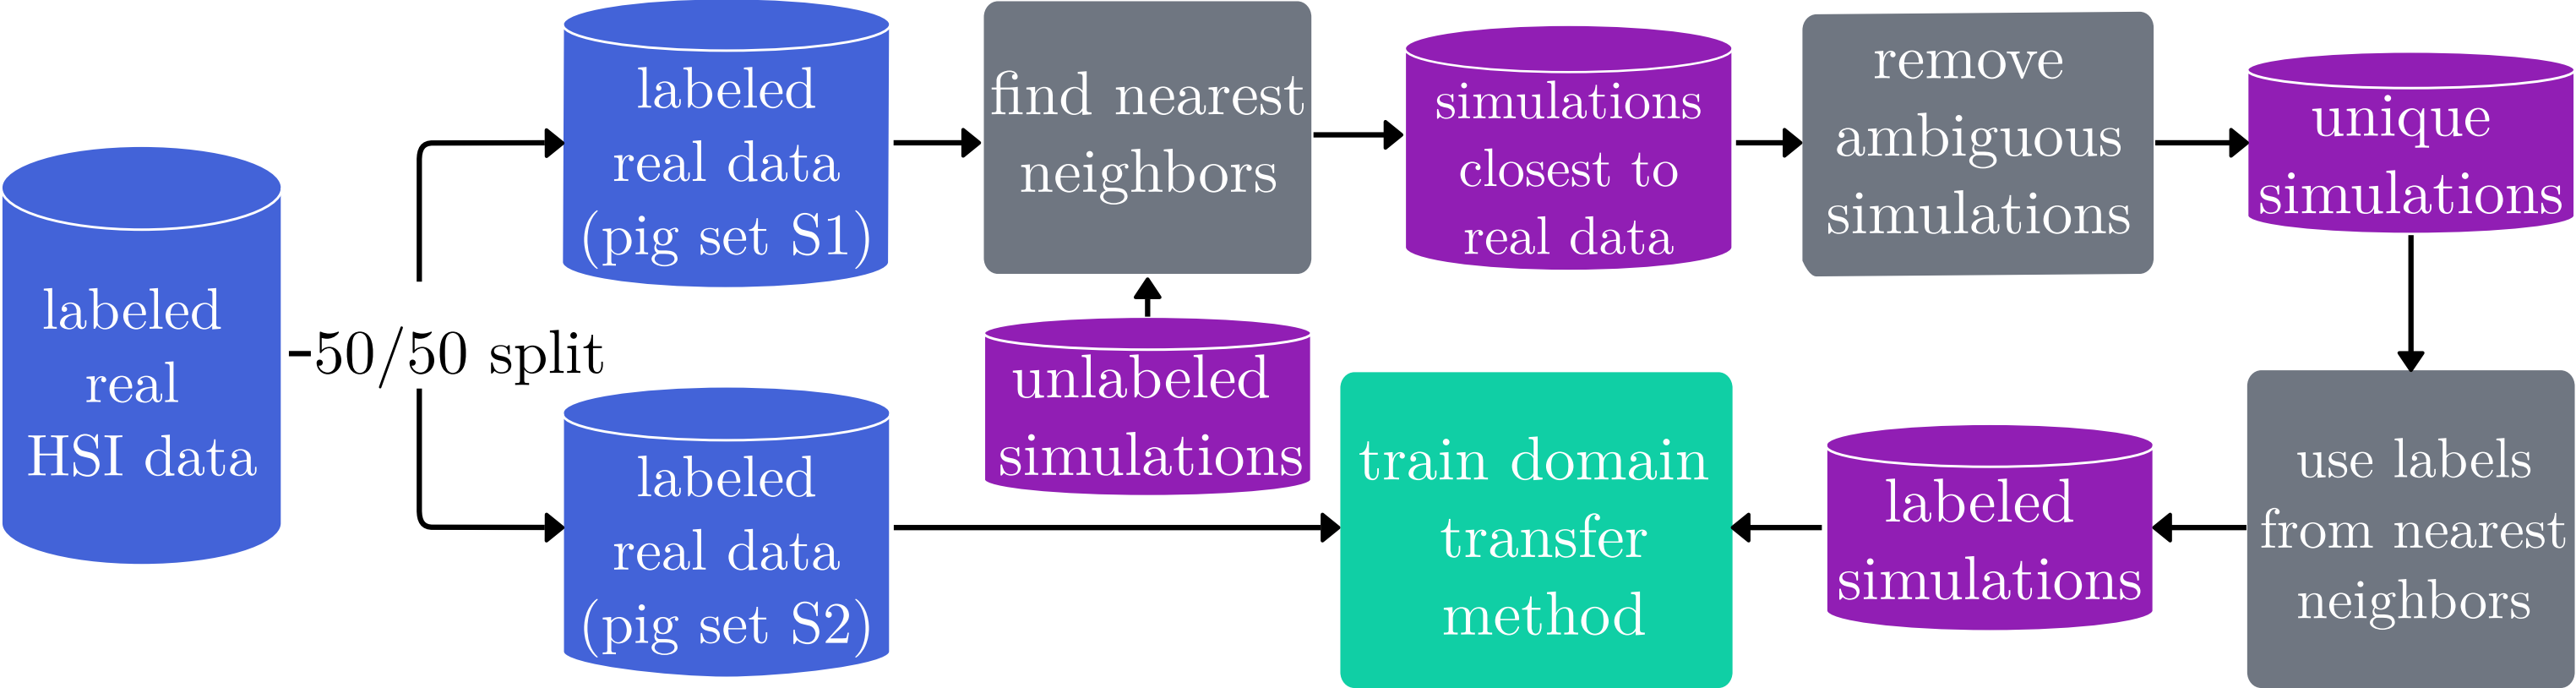 labeled
real
HSI data
50/50 split
labeled
real data
(pig set S1)
labeled
real data
(pig set S2)
find nearest
neighbors
unlabeled
simulations
simulations
closest to
real data
remove
ambiguous
simulations
unique
simulations
use labels
from nearest
neighbors
labeled
simulations
train domain
transfer
method